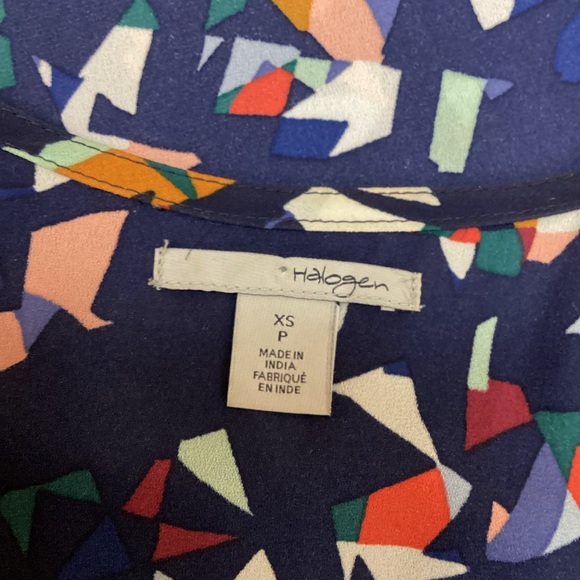 Halogen
XS
P
MADE IN
INDIA
FABRIQUÉ
EN INDE